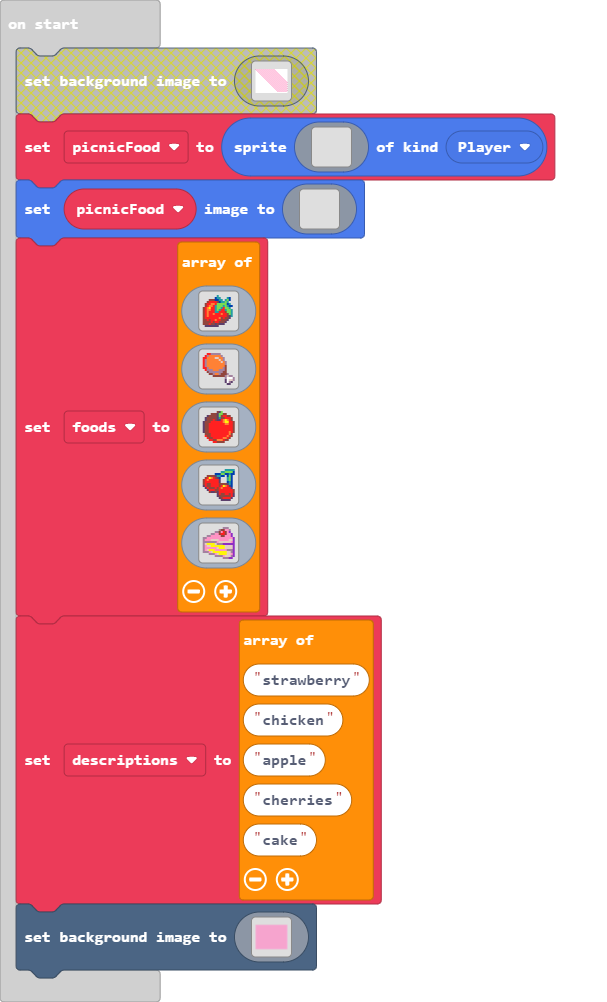 on start
set background image to
set picnicFood to sprite of kind Player
set picnicFood image to
set foods to array of
set descriptions to array of
"strawberry"
"chicken"
"apple"
"cherries"
"cake"
set background image to